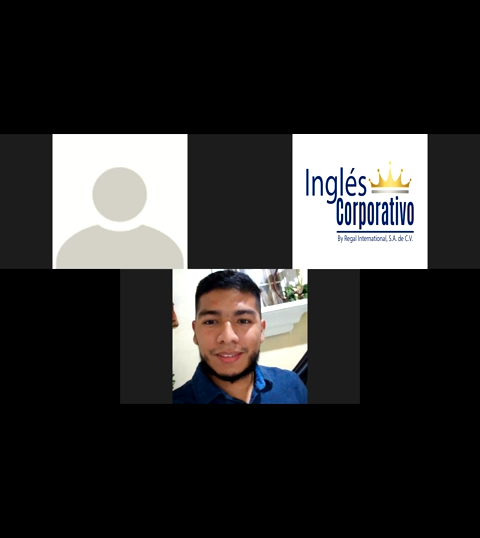 Inglés
Corporativo
By Regal International, S.A. de C.V.